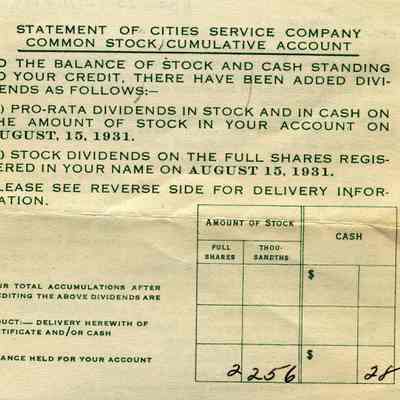 STATEMENT OF CITIES SERVICE COMPANY
COMMON STOCK CUMULATIVE ACCOUNT
O THE BALANCE OF STOCK AND CASH STANDING
O YOUR CREDIT, THERE HAVE BEEN ADDED DIVI-
ENDS AS FOLLOWS:—
) PRO-RATA DIVIDENDS IN STOCK AND IN CASH ON
HE AMOUNT OF STOCK IN YOUR ACCOUNT ON
UGUST, 15, 1931.
) STOCK DIVIDENDS ON THE FULL SHARES REGIS-
ERED IN YOUR NAME ON AUGUST 15, 1931.
LEASE SEE REVERSE SIDE FOR DELIVERY INFOR-
ATION.
AMOUNT OF STOCK
CASH
FULL SHARES
THOU-SANDTHS
$
UR TOTAL ACCUMULATIONS AFTER
EDITING THE ABOVE DIVIDENDS ARE
DUCT:— DELIVERY HEREWITH OF
RTIFICATE AND/OR CASH
$
LANCE HELD FOR YOUR ACCOUNT
2 256 28